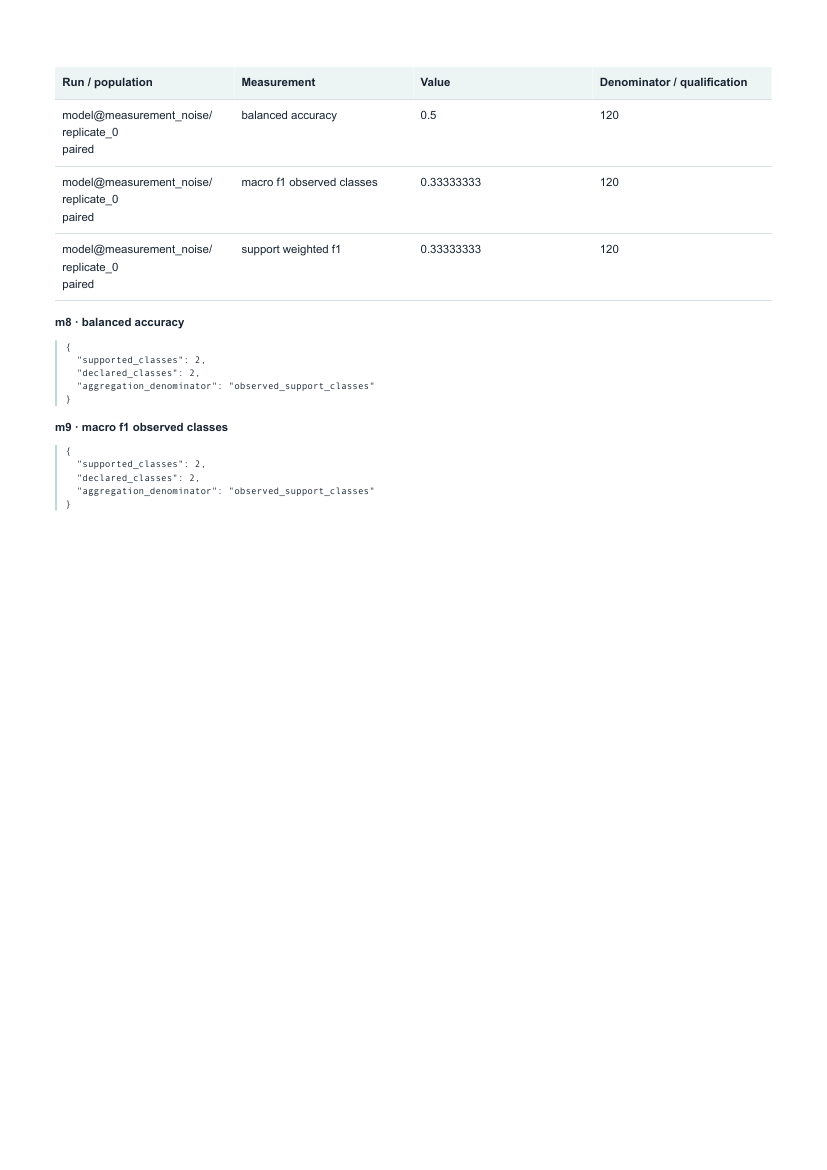 Run / population Measurement Value Denominator / qualification
model@measurement_noise/ balanced accuracy 0.5 120
replicate_0
paired
model@measurement_noise/ macro f1 observed classes 0.33333333 120
replicate_0
paired
model@measurement_noise/ support weighted f1 0.33333333 120
replicate_0
paired
m8 · balanced accuracy
{
  "supported_classes": 2,
  "declared_classes": 2,
  "aggregation_denominator": "observed_support_classes"
}
m9 · macro f1 observed classes
{
  "supported_classes": 2,
  "declared_classes": 2,
  "aggregation_denominator": "observed_support_classes"
}